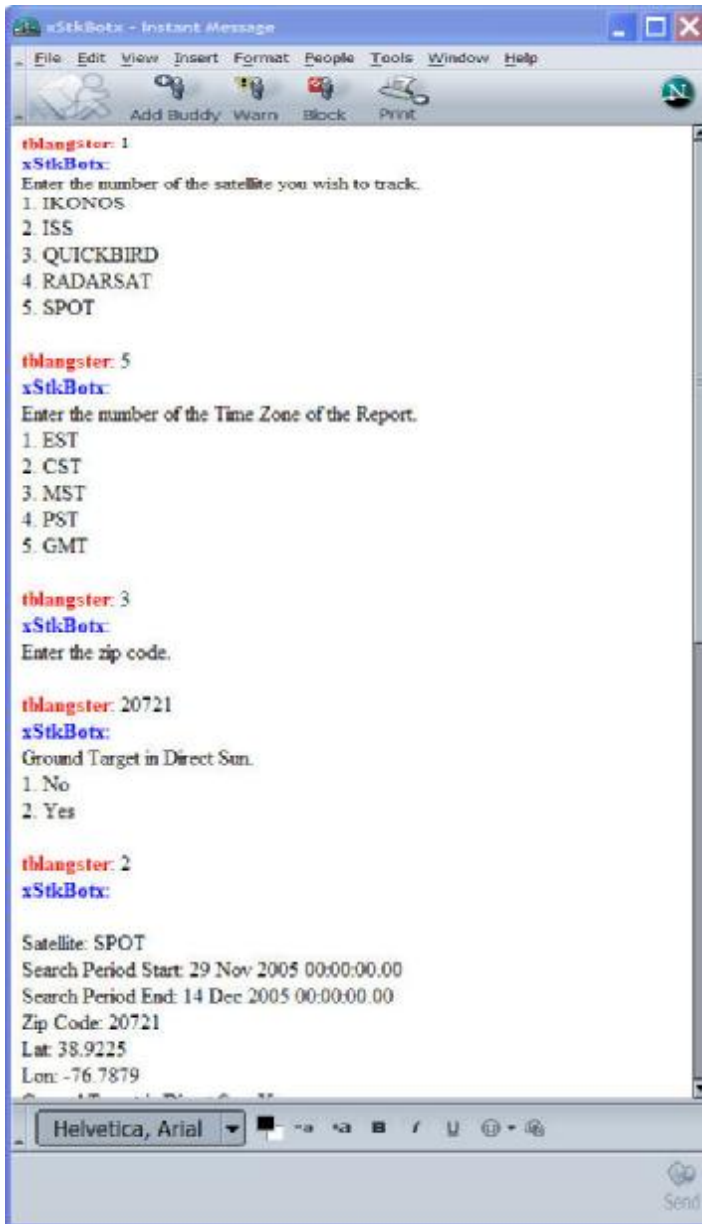 xStkBotx - Instant Message
File Edit View Insert Format People Tools Window Help
Add Buddy Warn Block Print
N
tblangster: 1
xStkBotx:
Enter the number of the satellite you wish to track.
1. IKONOS
2. ISS
3. QUICKBIRD
4. RADARSAT
5. SPOT
tblangster: 5
xStkBotx:
Enter the number of the Time Zone of the Report.
1. EST
2. CST
3. MST
4. PST
5. GMT
tblangster: 3
xStkBotx:
Enter the zip code.
tblangster: 20721
xStkBotx:
Ground Target in Direct Sun.
1. No
2. Yes
tblangster: 2
xStkBotx:
Satellite: SPOT
Search Period Start: 29 Nov 2005 00:00:00.00
Search Period End: 14 Dec 2005 00:00:00.00
Zip Code: 20721
Lat: 38.9225
Lon: -76.7879
Helvetica, Arial -a +a B I U
Send